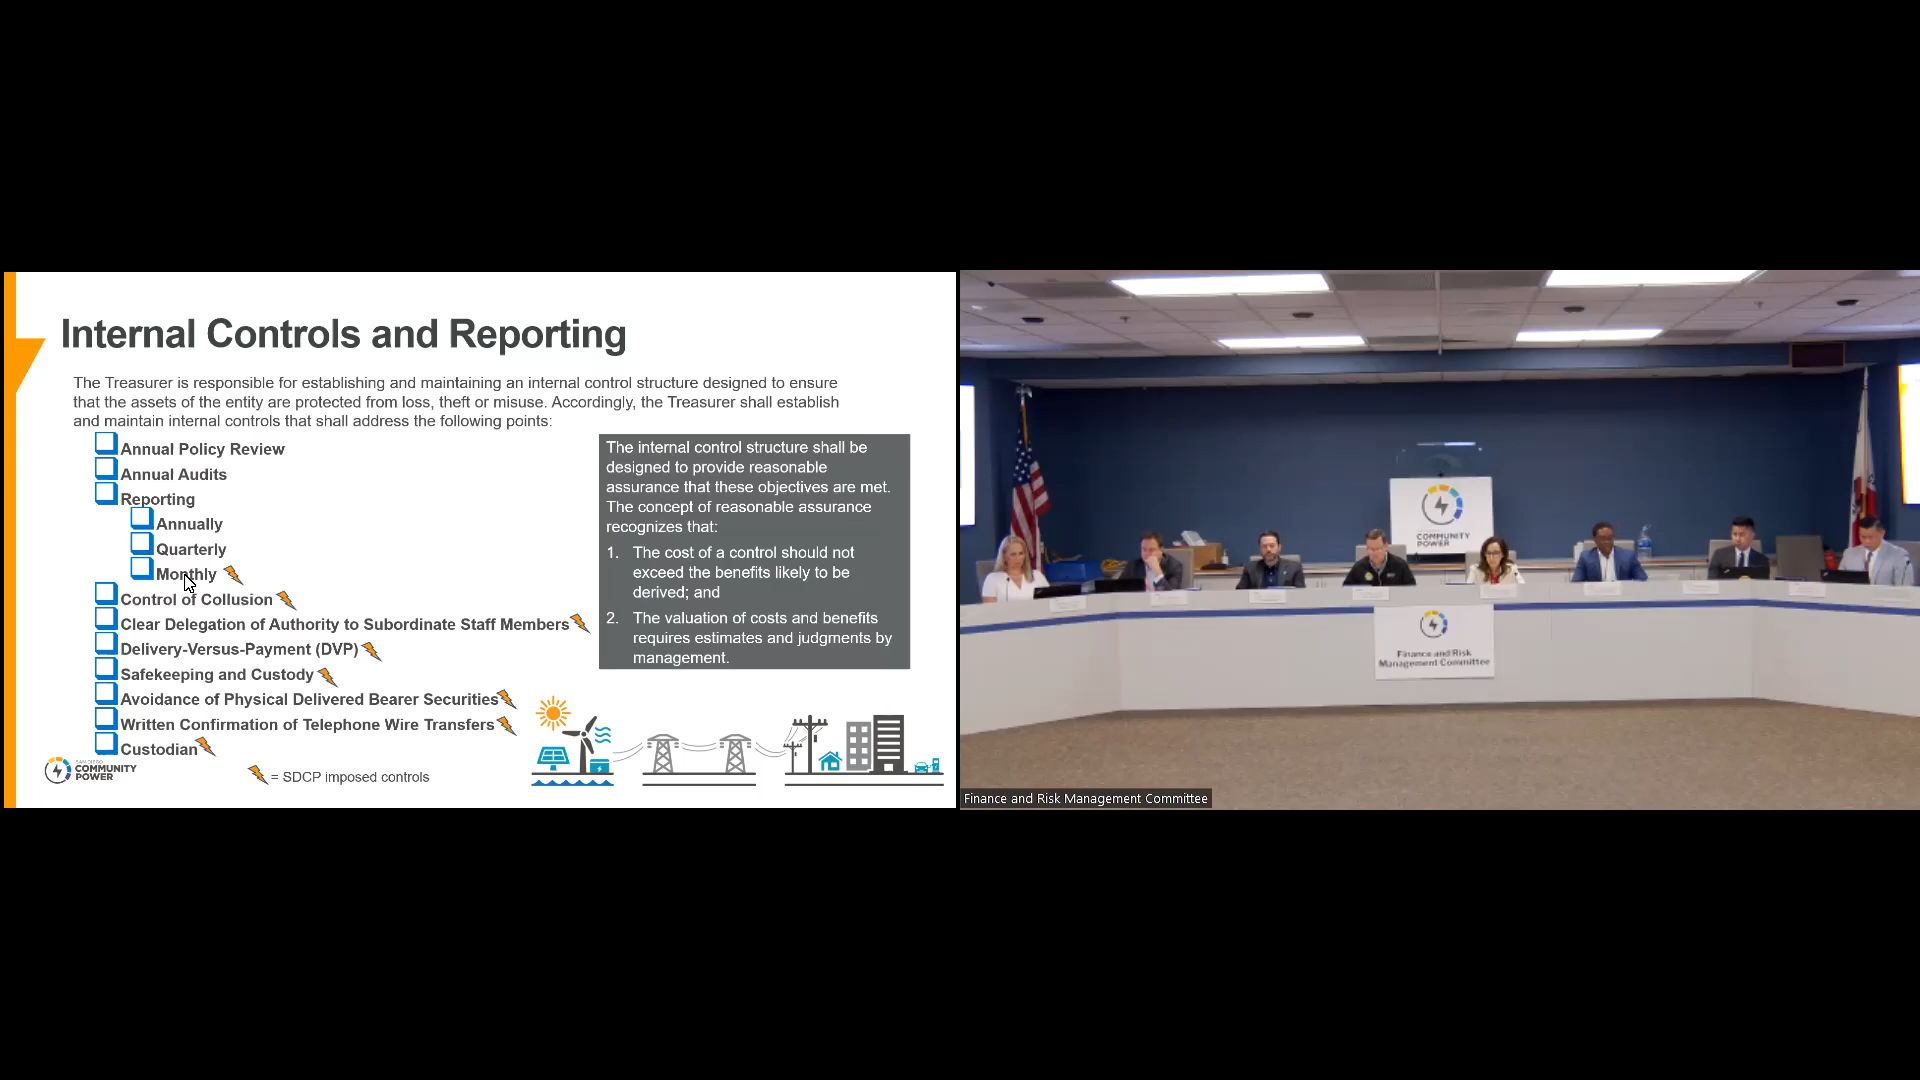 Internal Controls and Reporting
The Treasurer is responsible for establishing and maintaining an internal control structure designed to ensure
that the assets of the entity are protected from loss, theft or misuse. Accordingly, the Treasurer shall establish
and maintain internal controls that shall address the following points:
Annual Policy Review
Annual Audits
Reporting
Annually
Quarterly
Monthly
Control of Collusion
Clear Delegation of Authority to Subordinate Staff Members
Delivery-Versus-Payment (DVP)
Safekeeping and Custody
Avoidance of Physical Delivered Bearer Securities
Written Confirmation of Telephone Wire Transfers
Custodian
= SDCP imposed controls
The internal control structure shall be
designed to provide reasonable
assurance that these objectives are met.
The concept of reasonable assurance
recognizes that:
1. The cost of a control should not
exceed the benefits likely to be
derived; and
2. The valuation of costs and benefits
requires estimates and judgments by
management.
SAN DIEGO
COMMUNITY
POWER
COMMUNITY
POWER
Finance and Risk
Management Committee
Finance and Risk Management Committee